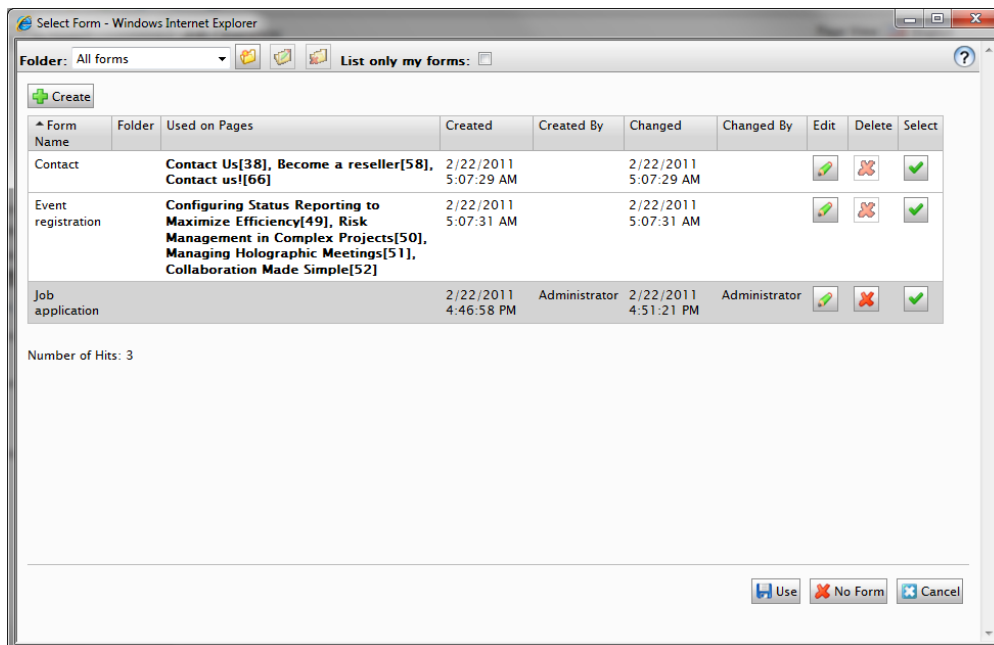 Select Form - Windows Internet Explorer
Folder: All forms List only my forms:
Create
Form Name Folder Used on Pages Created Created By Changed Changed By Edit Delete Select
Contact Contact Us[38], Become a reseller[58], 2/22/2011 2/22/2011
Contact us![66] 5:07:29 AM 5:07:29 AM
Event Configuring Status Reporting to 2/22/2011 2/22/2011
registration Maximize Efficiency[49], Risk 5:07:31 AM 5:07:31 AM
Management in Complex Projects[50],
Managing Holographic Meetings[51],
Collaboration Made Simple[52]
Job 2/22/2011 Administrator 2/22/2011 Administrator
application 4:46:58 PM 4:51:21 PM
Number of Hits: 3
Use No Form Cancel